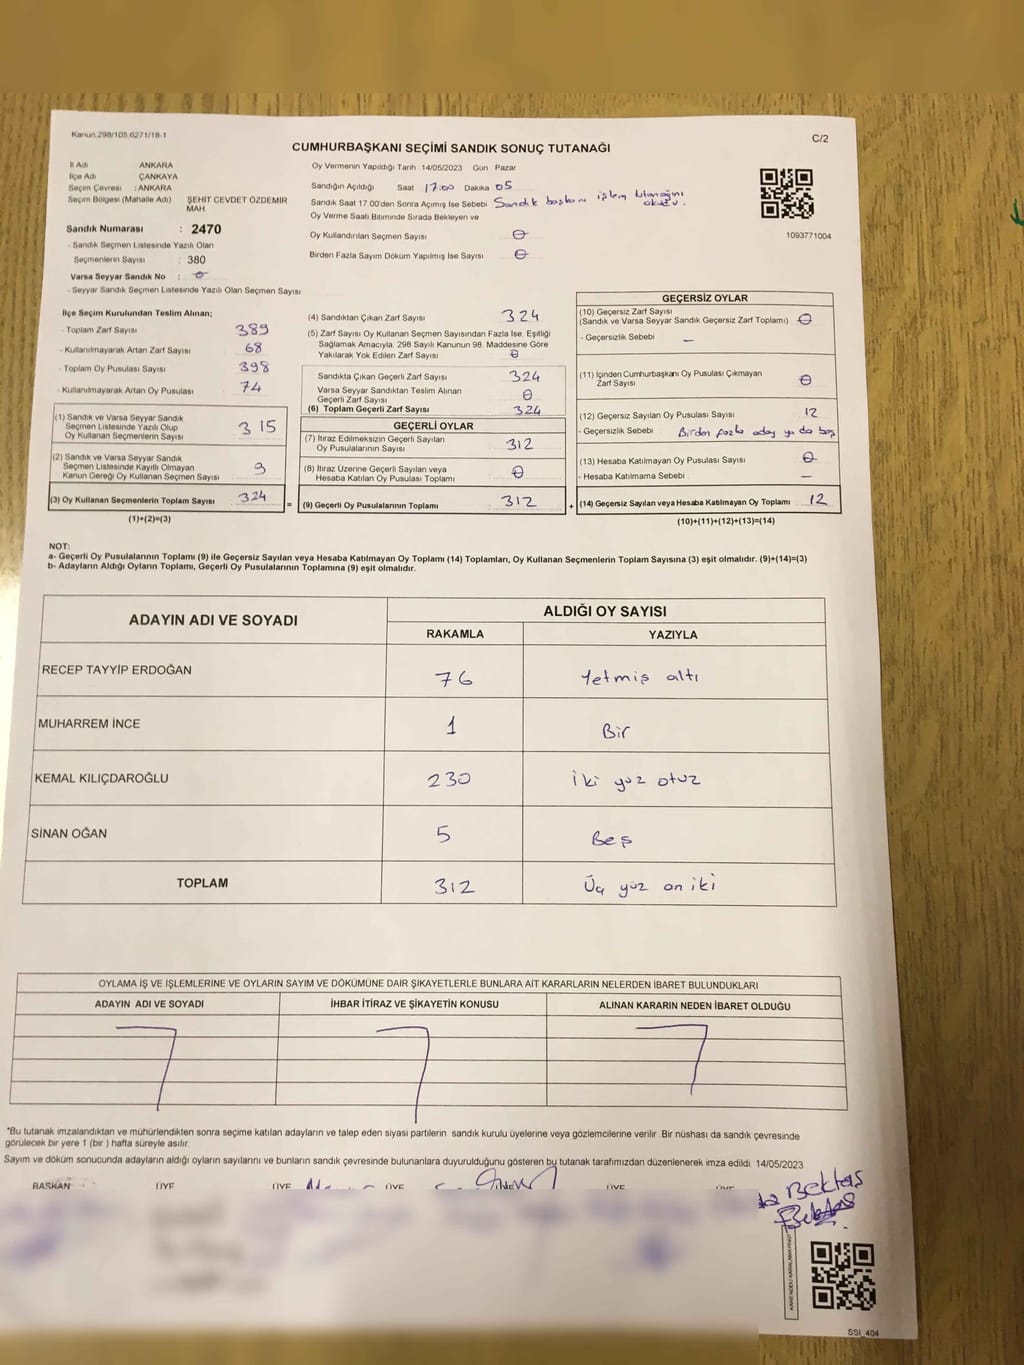 Kanun 298/105,6271/18-1
C/2
CUMHURBAŞKANI SEÇİMİ SANDIK SONUÇ TUTANAĞI
İl Adı ANKARA
İlçe Adı ÇANKAYA
Seçim Çevresi : ANKARA
Seçim Bölgesi (Mahalle Adı) ŞEHİT CEVDET ÖZDEMİR MAH
Sandık Numarası : 2470
- Sandık Seçmen Listesinde Yazılı Olan
Seçmenlerin Sayısı : 380
Varsa Seyyar Sandık No : 0
- Seyyar Sandık Seçmen Listesinde Yazılı Olan Seçmen Sayısı
Oy Vermenin Yapıldığı Tarih 14/05/2023 Gün Pazar
Sandığın Açıldığı Saat 17:00 Dakika 05
Sandık Saat 17.00'den Sonra Açımış İse Sebebi Sandık başkanı işlem tutanağını okudu.
Oy Verme Saati Bitiminde Sırada Bekleyen ve
Oy Kullandırılan Seçmen Sayısı 0
Birden Fazla Sayım Döküm Yapılmış İse Sayısı 0
1093771004
İlçe Seçim Kurulundan Teslim Alınan;
- Toplam Zarf Sayısı 389
- Kullanılmayarak Artan Zarf Sayısı 68
- Toplam Oy Pusulası Sayısı 398
- Kullanılmayarak Artan Oy Pusulası 74
(1) Sandık ve Varsa Seyyar Sandık
Seçmen Listesinde Yazılı Olup
Oy Kullanan Seçmenlerin Sayısı 315
(2) Sandık ve Varsa Seyyar Sandık
Seçmen Listesinde Kayıtlı Olmayan
Kanun Gereği Oy Kullanan Seçmen Sayısı 9
(3) Oy Kullanan Seçmenlerin Toplam Sayısı 324 =
(1)+(2)=(3)
(4) Sandıktan Çıkan Zarf Sayısı 324
(5) Zarf Sayısı Oy Kullanan Seçmen Sayısından Fazla İse, Eşitliği
Sağlamak Amacıyla, 298 Sayılı Kanunun 98. Maddesine Göre
Yakılarak Yok Edilen Zarf Sayısı 0
Sandıkta Çıkan Geçerli Zarf Sayısı 324
Varsa Seyyar Sandıktan Teslim Alınan
Geçerli Zarf Sayısı 0
(6) Toplam Geçerli Zarf Sayısı 324
GEÇERLİ OYLAR
(7) İtiraz Edilmeksizin Geçerli Sayılan
Oy Pusulalarının Sayısı 312
(8) İtiraz Üzerine Geçerli Sayılan veya
Hesaba Katılan Oy Pusulası Toplamı 0
(9) Geçerli Oy Pusulalarının Toplamı 312 +
GEÇERSİZ OYLAR
(10) Geçersiz Zarf Sayısı
(Sandık ve Varsa Seyyar Sandık Geçersiz Zarf Toplamı) 0
- Geçersizlik Sebebi –
(11) İçinden Cumhurbaşkanı Oy Pusulası Çıkmayan
Zarf Sayısı 0
(12) Geçersiz Sayılan Oy Pusulası Sayısı 12
- Geçersizlik Sebebi Birden fazla aday ya da boş
(13) Hesaba Katılmayan Oy Pusulası Sayısı 0
- Hesaba Katılmama Sebebi –
(14) Geçersiz Sayılan veya Hesaba Katılmayan Oy Toplamı 12
(10)+(11)+(12)+(13)=(14)
NOT:
a- Geçerli Oy Pusulalarının Toplamı (9) ile Geçersiz Sayılan veya Hesaba Katılmayan Oy Toplamı (14) Toplamları, Oy Kullanan Seçmenlerin Toplam Sayısına (3) eşit olmalıdır. (9)+(14)=(3)
b- Adayların Aldığı Oyların Toplamı, Geçerli Oy Pusulalarının Toplamına (9) eşit olmalıdır.
ADAYIN ADI VE SOYADI ALDIĞI OY SAYISI
RAKAMLA YAZIYLA
RECEP TAYYİP ERDOĞAN 76 Yetmiş altı
MUHARREM İNCE 1 Bir
KEMAL KILIÇDAROĞLU 230 İki yüz otuz
SİNAN OĞAN 5 Beş
TOPLAM 312 Üç yüz on iki
OYLAMA İŞ VE İŞLEMLERİNE VE OYLARIN SAYIM VE DÖKÜMÜNE DAİR ŞİKAYETLERLE BUNLARA AİT KARARLARIN NELERDEN İBARET BULUNDUKLARI
ADAYIN ADI VE SOYADI İHBAR İTİRAZ VE ŞİKAYETİN KONUSU ALINAN KARARIN NEDEN İBARET OLDUĞU
*Bu tutanak imzalandıktan ve mühürlendikten sonra seçime katılan adayların ve talep eden siyasi partilerin sandık kurulu üyelerine veya gözlemcilerine verilir. Bir nüshası da sandık çevresinde
görülecek bir yere 1 (bir ) hafta süreyle asılır.
Sayım ve döküm sonucunda adayların aldığı oyların sayılarını ve bunların sandık çevresinde bulunanlara duyurulduğunu gösteren bu tutanak tarafımızdan düzenlenerek imza edildi. 14/05/2023
BAŞKAN ÜYE ÜYE ÜYE ÜYE ÜYE
Bektas
SSI_404